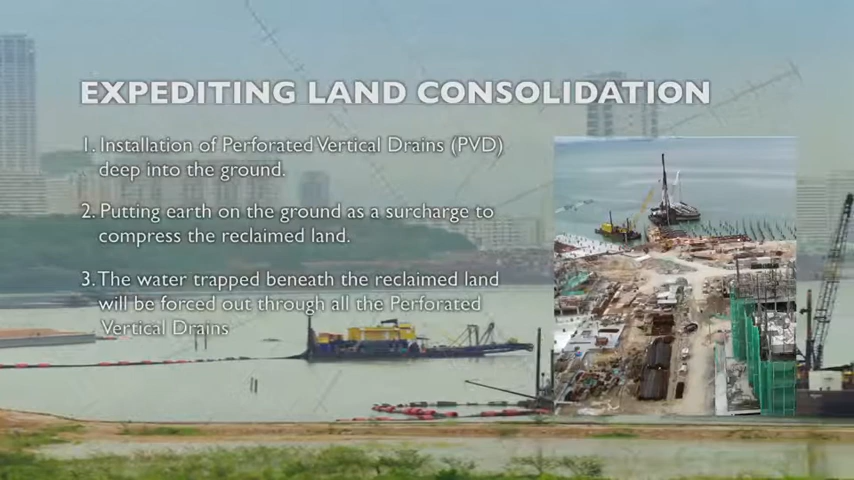 EXPEDITING LAND CONSOLIDATION
1. Installation of Perforated Vertical Drains (PVD)
deep into the ground.
2. Putting earth on the ground as a surcharge to
compress the reclaimed land.
3. The water trapped beneath the reclaimed land
will be forced out through all the Perforated
Vertical Drains